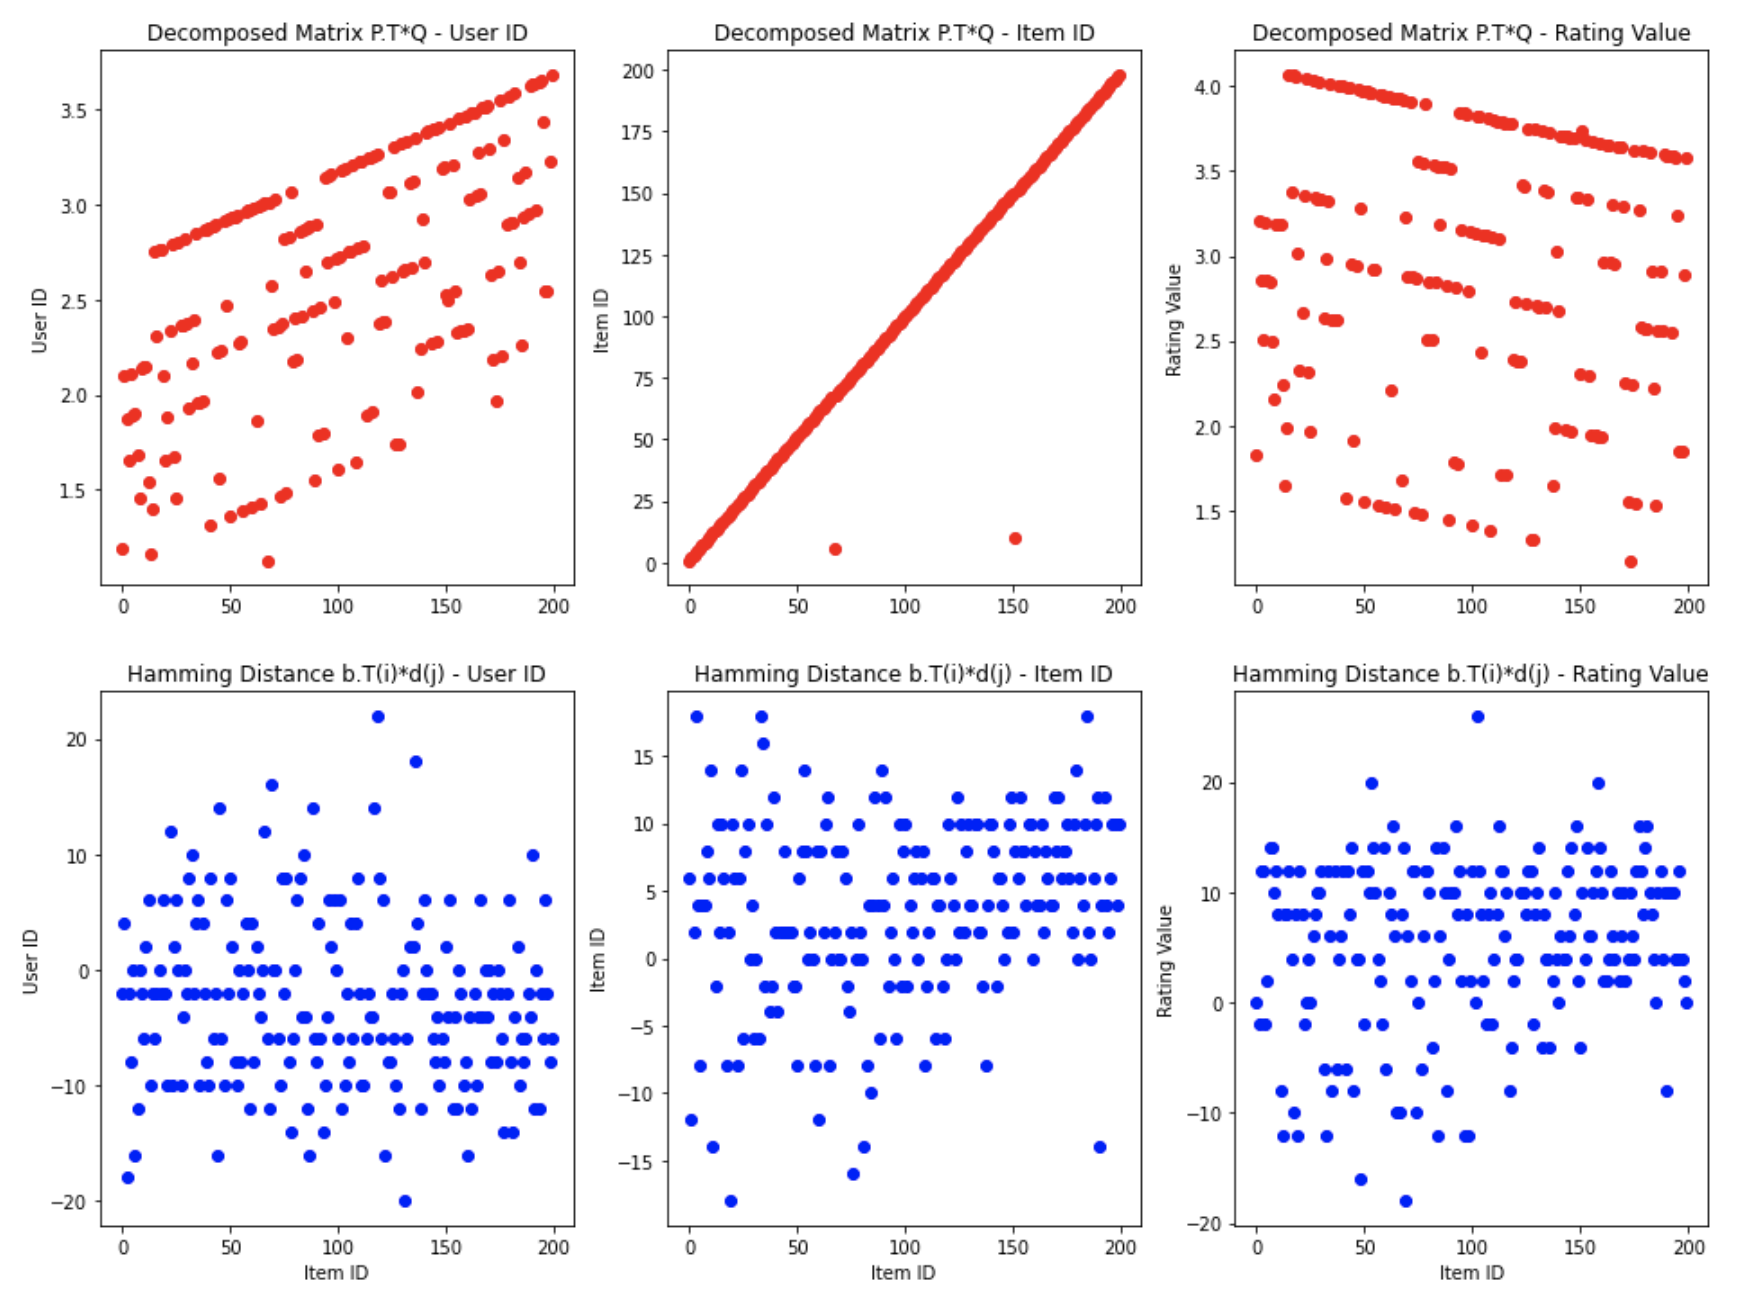 Decomposed Matrix P.T*Q - User ID
User ID
3.5
3.0
2.5
2.0
1.5
0 50 100 150 200
Decomposed Matrix P.T*Q - Item ID
Item ID
200
175
150
125
100
75
50
25
0
0 50 100 150 200
Decomposed Matrix P.T*Q - Rating Value
Rating Value
4.0
3.5
3.0
2.5
2.0
1.5
0 50 100 150 200
Hamming Distance b.T(i)*d(j) - User ID
User ID
20
10
0
−10
−20
0 50 100 150 200
Item ID
Hamming Distance b.T(i)*d(j) - Item ID
Item ID
15
10
5
0
−5
−10
−15
0 50 100 150 200
Item ID
Hamming Distance b.T(i)*d(j) - Rating Value
Rating Value
20
10
0
−10
−20
0 50 100 150 200
Item ID